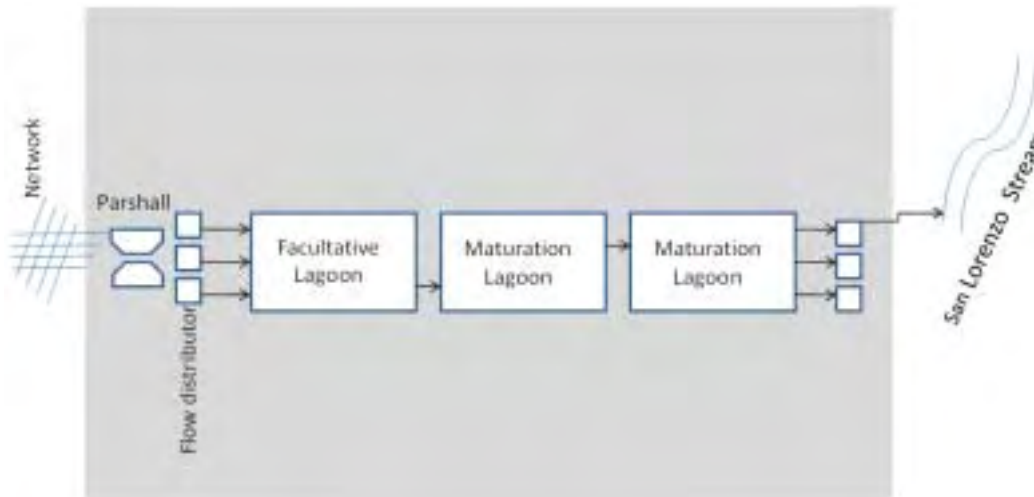 Network
Parshall
Flow distributor
Facultative
Lagoon
Maturation
Lagoon
Maturation
Lagoon
San Lorenzo Stream